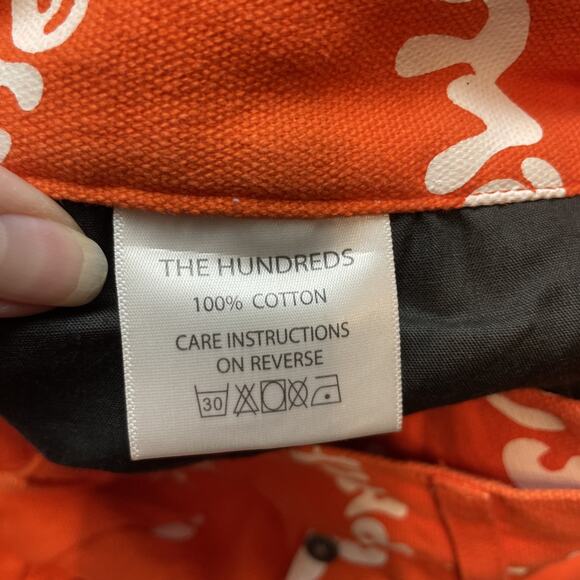 THE HUNDREDS
100% COTTON
CARE INSTRUCTIONS
ON REVERSE
30